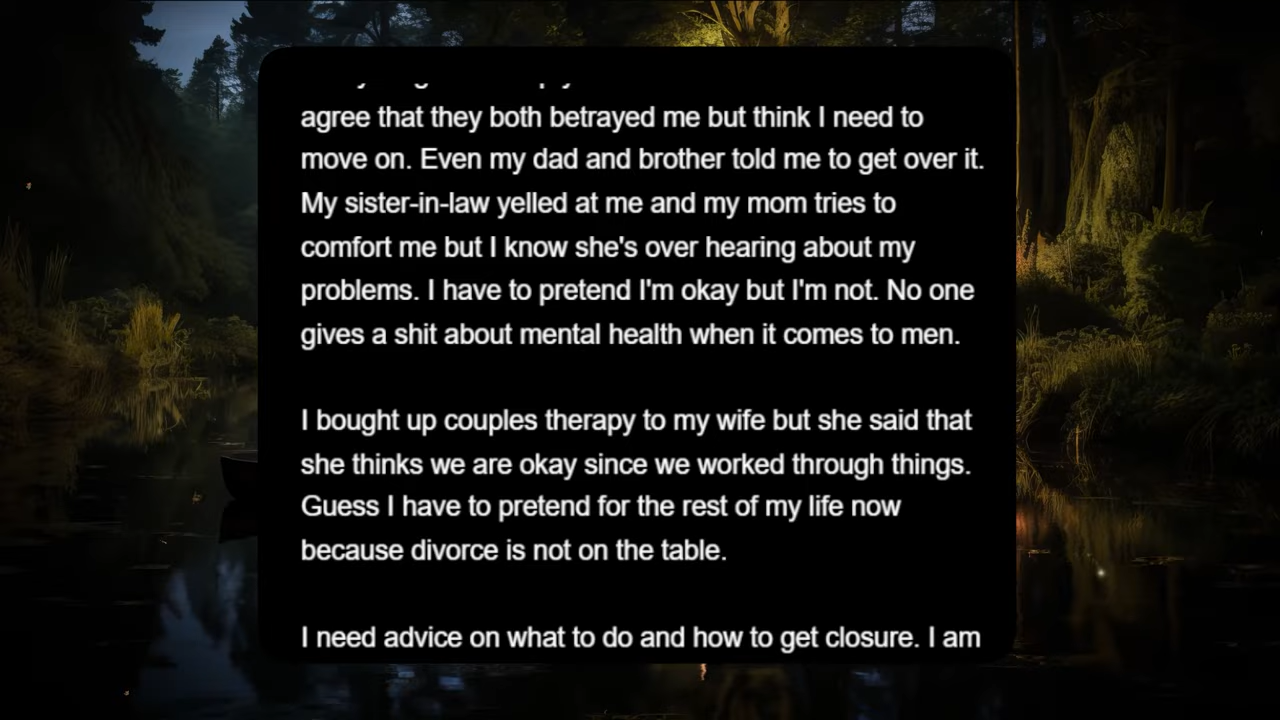 agree that they both betrayed me but think I need to
move on. Even my dad and brother told me to get over it.
My sister-in-law yelled at me and my mom tries to
comfort me but I know she's over hearing about my
problems. I have to pretend I'm okay but I'm not. No one
gives a shit about mental health when it comes to men.
I bought up couples therapy to my wife but she said that
she thinks we are okay since we worked through things.
Guess I have to pretend for the rest of my life now
because divorce is not on the table.
I need advice on what to do and how to get closure. I am